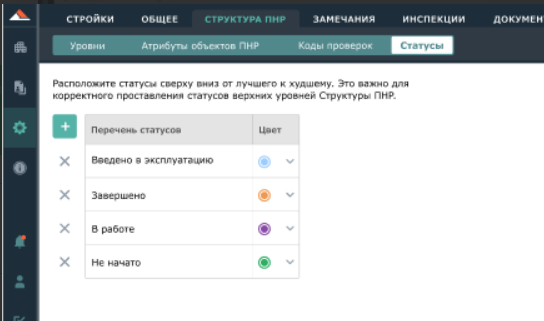 СТРОЙКИ ОБЩЕЕ СТРУКТУРА ПНР ЗАМЕЧАНИЯ ИНСПЕКЦИИ ДОКУМЕН
Уровни Атрибуты объектов ПНР Коды проверок Статусы
Расположите статусы сверху вниз от лучшего к худшему. Это важно для
корректного проставления статусов верхних уровней Структуры ПНР.
+ Перечень статусов Цвет
Введено в эксплуатацию
Завершено
В работе
Не начато